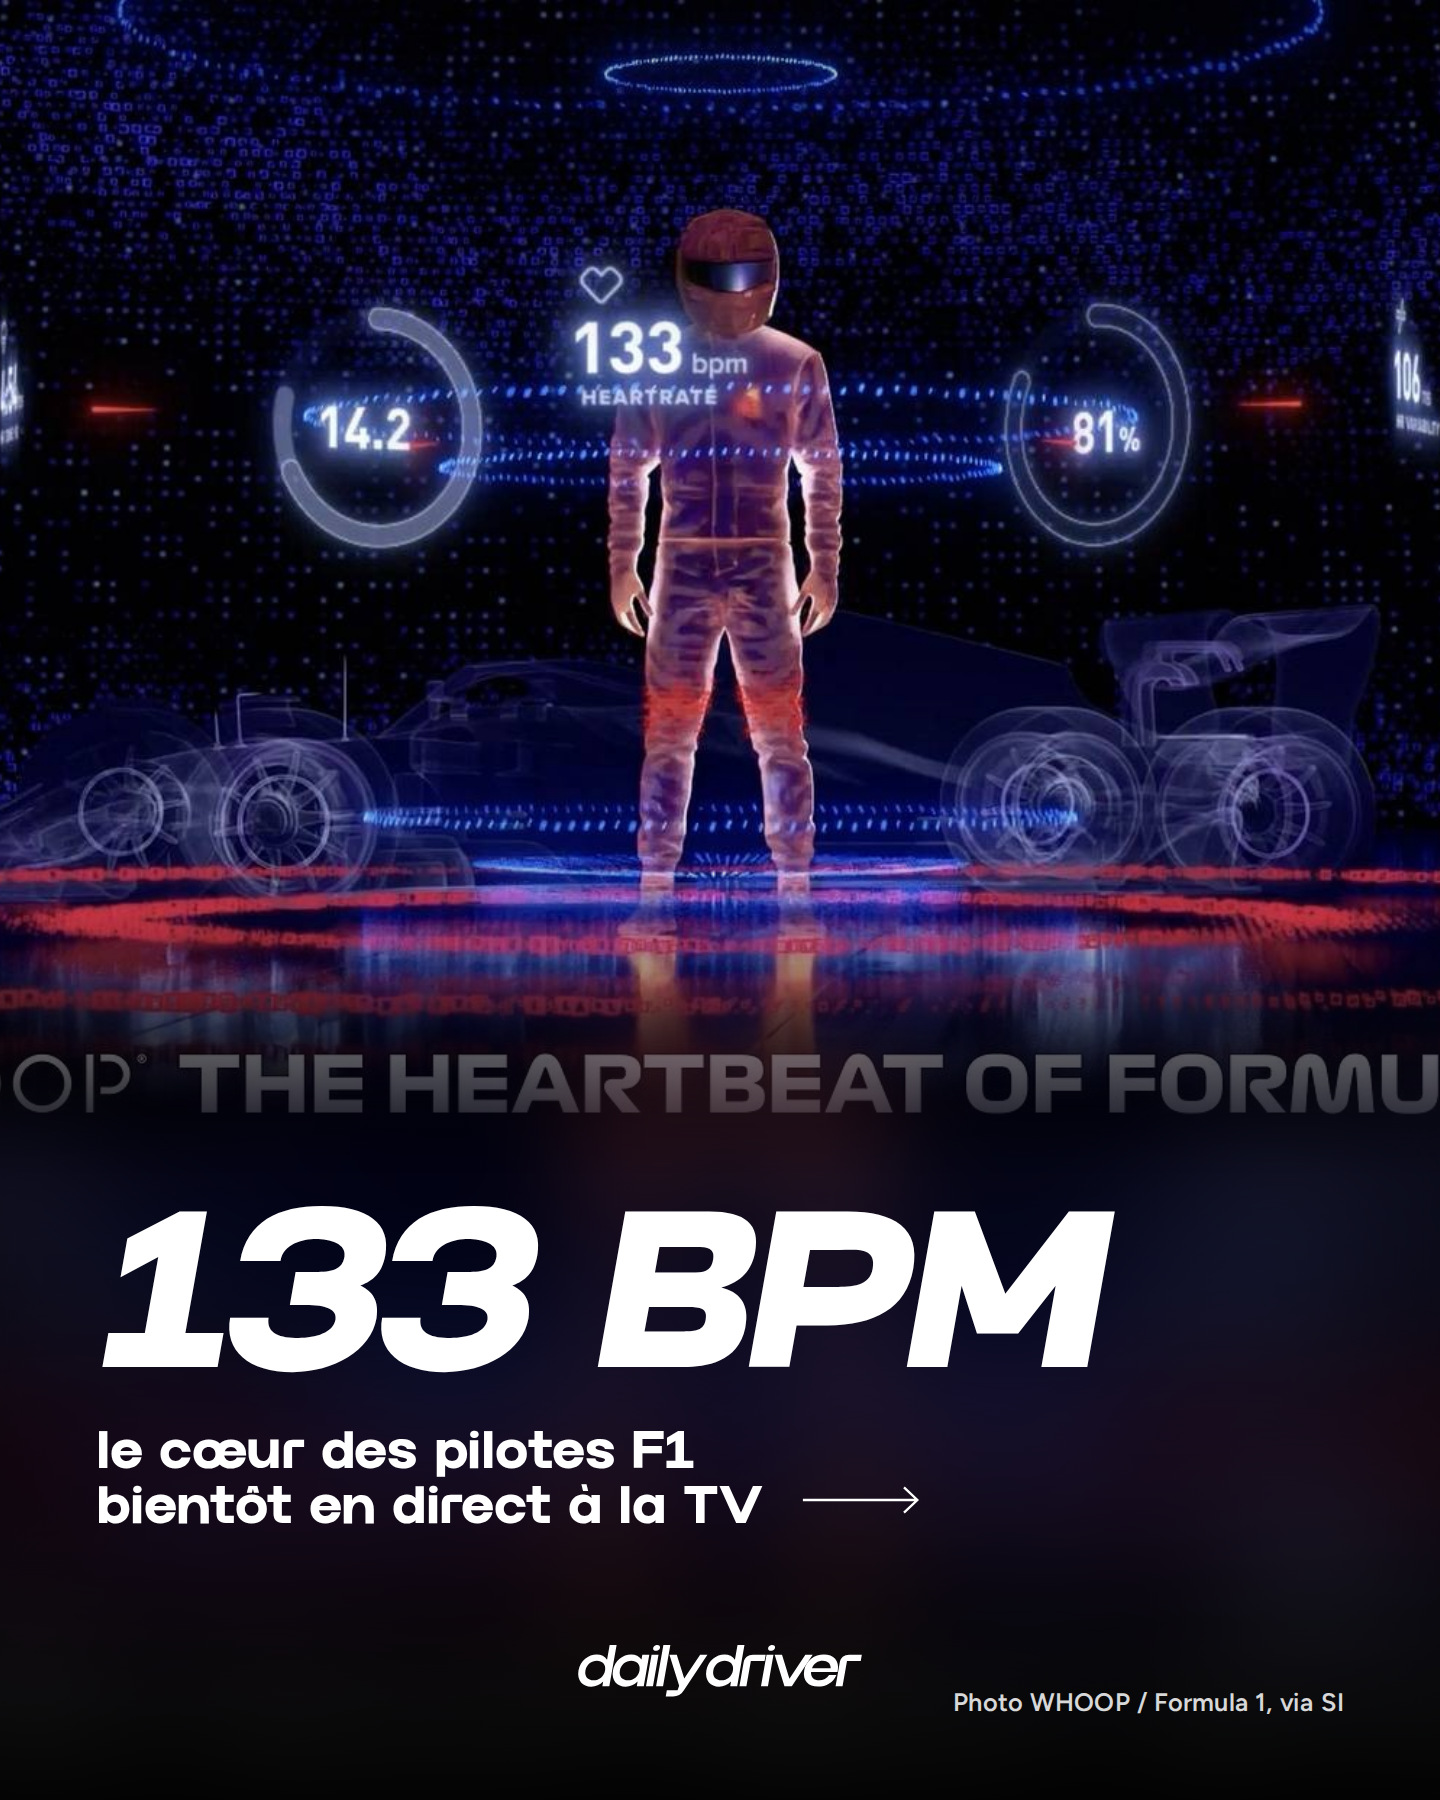 133 bpm
HEARTRATE
14.2
81%
106
OOP® THE HEARTBEAT OF FORMU
133 BPM
le cœur des pilotes F1
bientôt en direct à la TV
dailydriver
Photo WHOOP / Formula 1, via SI